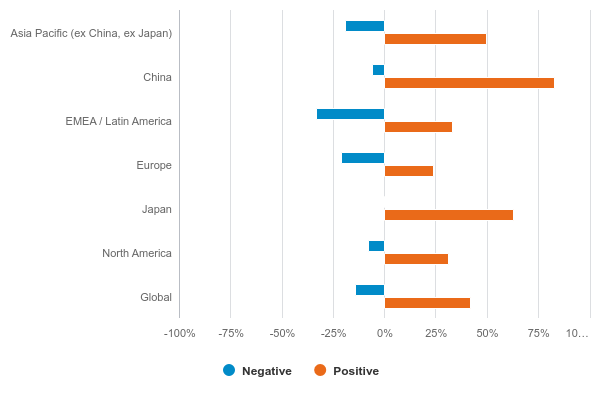 Asia Pacific (ex China, ex Japan)
China
EMEA / Latin America
Europe
Japan
North America
Global
-100% -75% -50% -25% 0% 25% 50% 75% 10…
Negative Positive